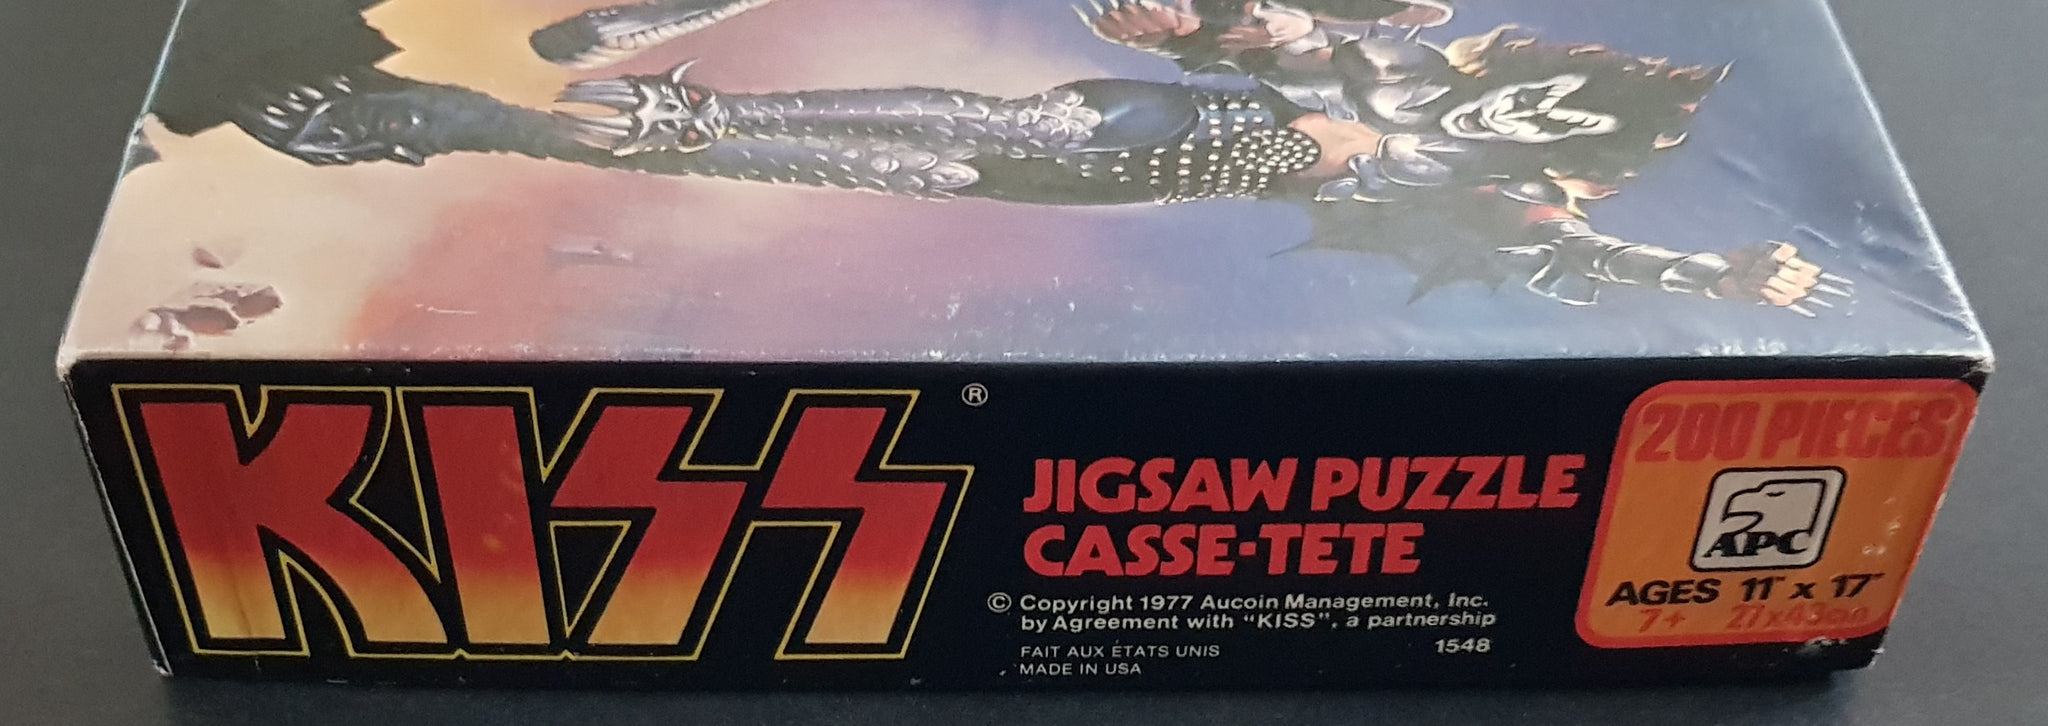 KISS ®
JIGSAW PUZZLE
CASSE-TETE
© Copyright 1977 Aucoin Management, Inc.
by Agreement with "KISS", a partnership
FAIT AUX ÉTATS UNIS
1548
MADE IN USA
200 PIECES
APC
AGES 11" x 17"
7+ 27x43cm